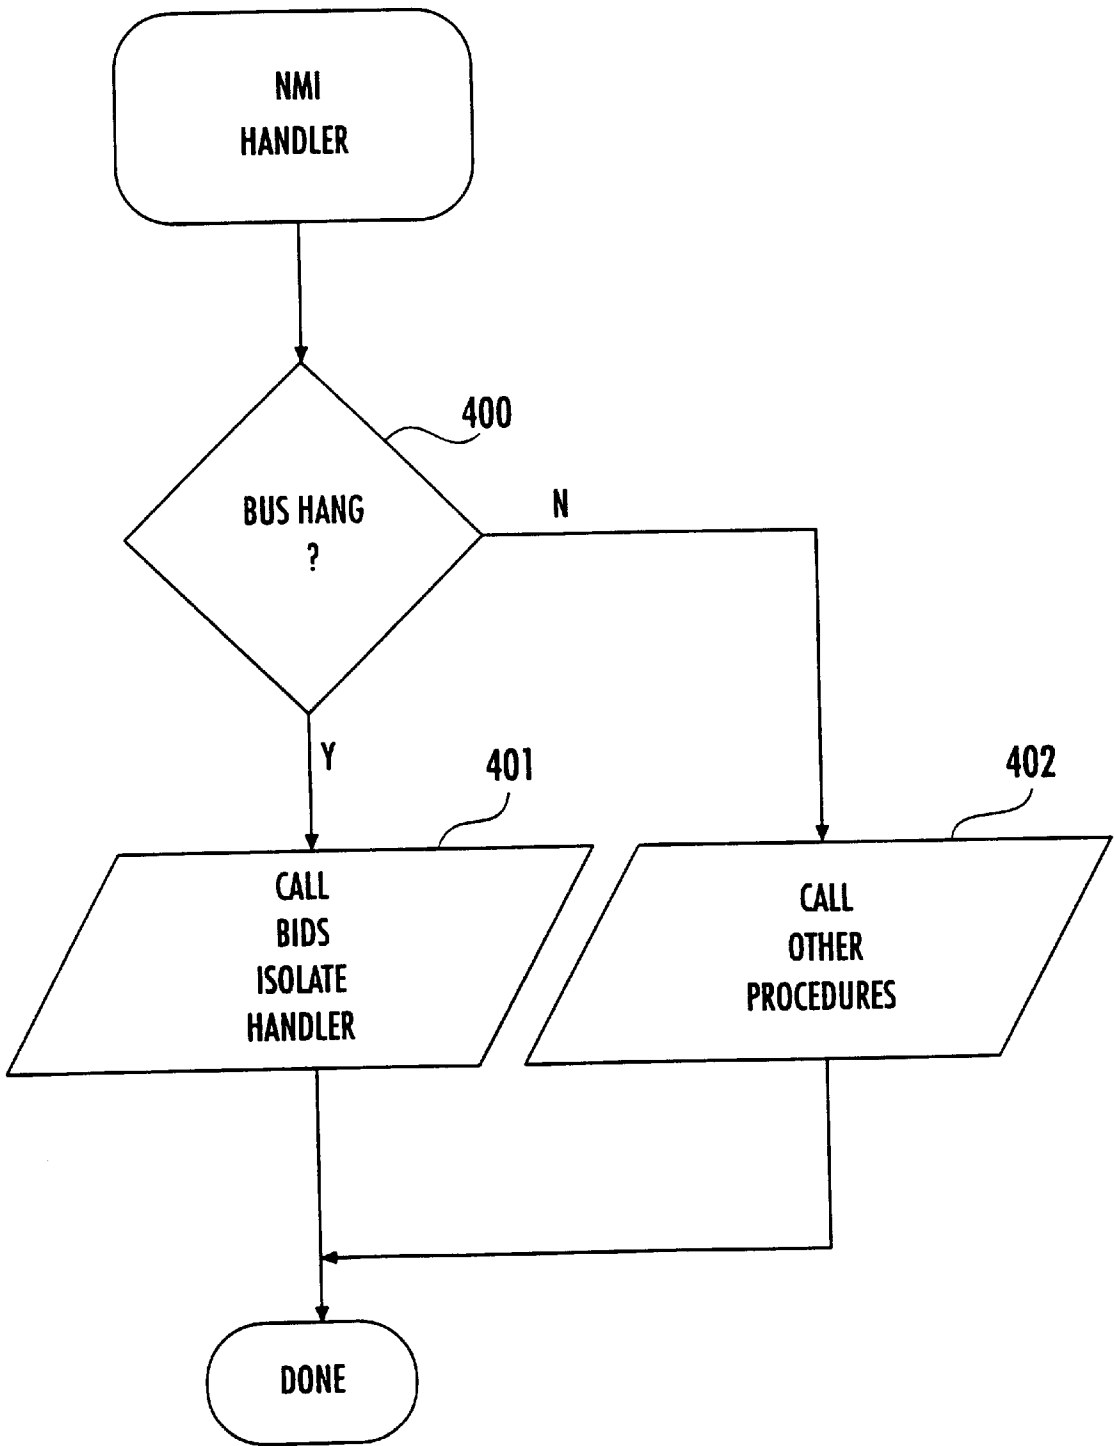 NMI
HANDLER
400
BUS HANG
?
N
Y
401
402
CALL
BIDS
ISOLATE
HANDLER
CALL
OTHER
PROCEDURES
DONE